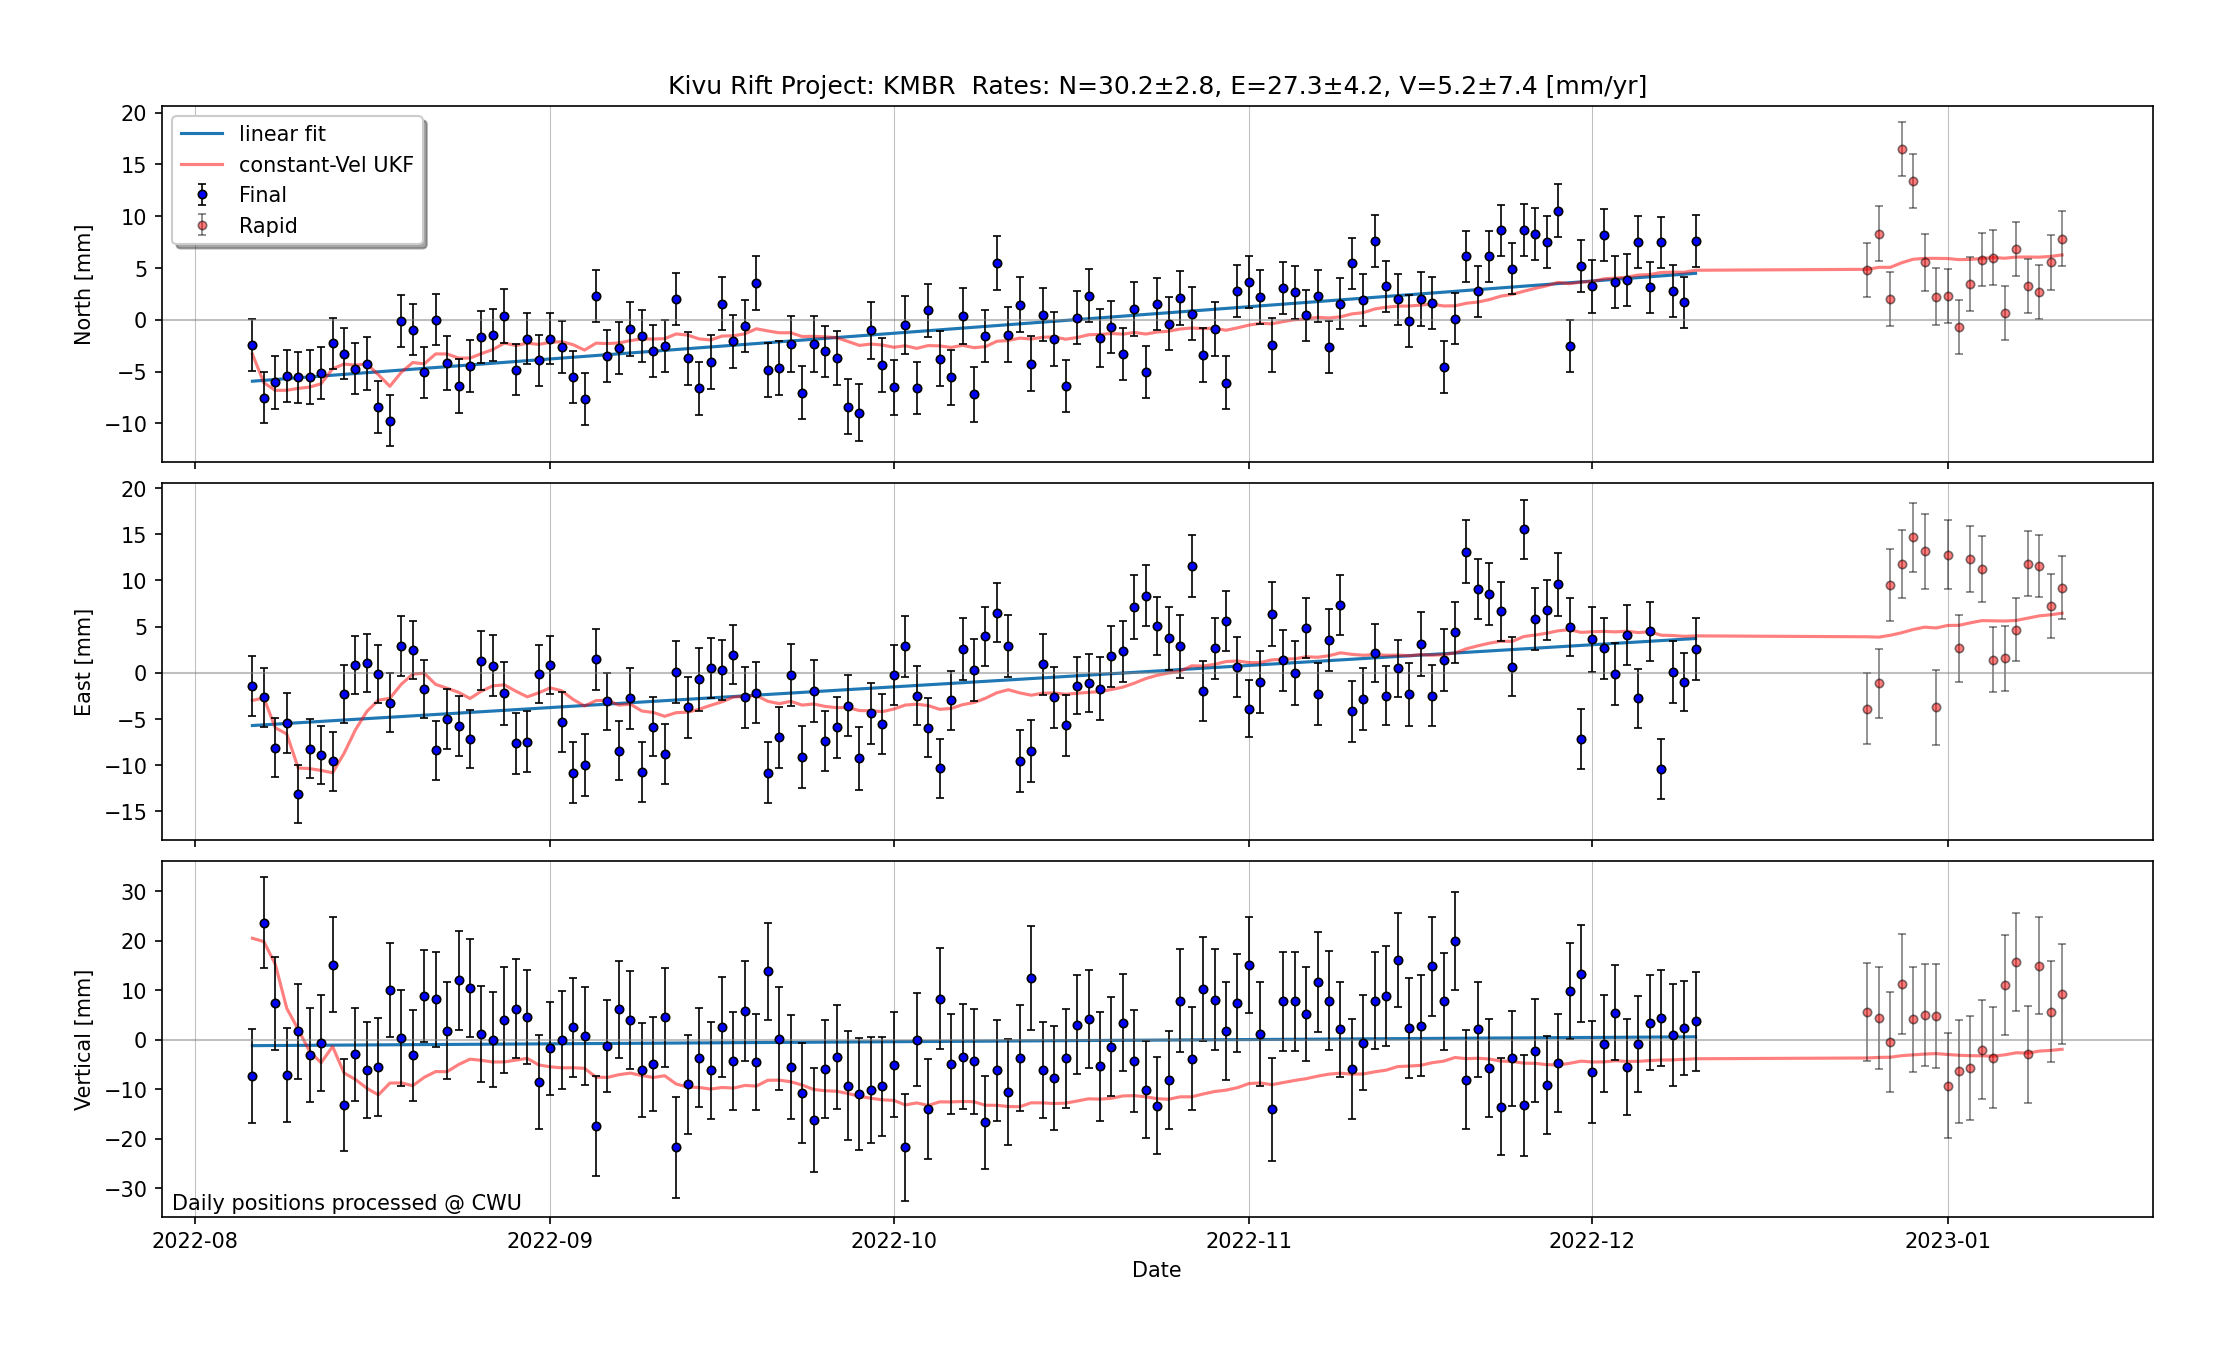 Kivu Rift Project: KMBR  Rates: N=30.2±2.8, E=27.3±4.2, V=5.2±7.4 [mm/yr]
linear fit
constant-Vel UKF
Final
Rapid
North [mm]
20
15
10
5
0
−5
−10
East [mm]
20
15
10
5
0
−5
−10
−15
Vertical [mm]
30
20
10
0
−10
−20
−30
Daily positions processed @ CWU
2022-08 2022-09 2022-10 2022-11 2022-12 2023-01
Date